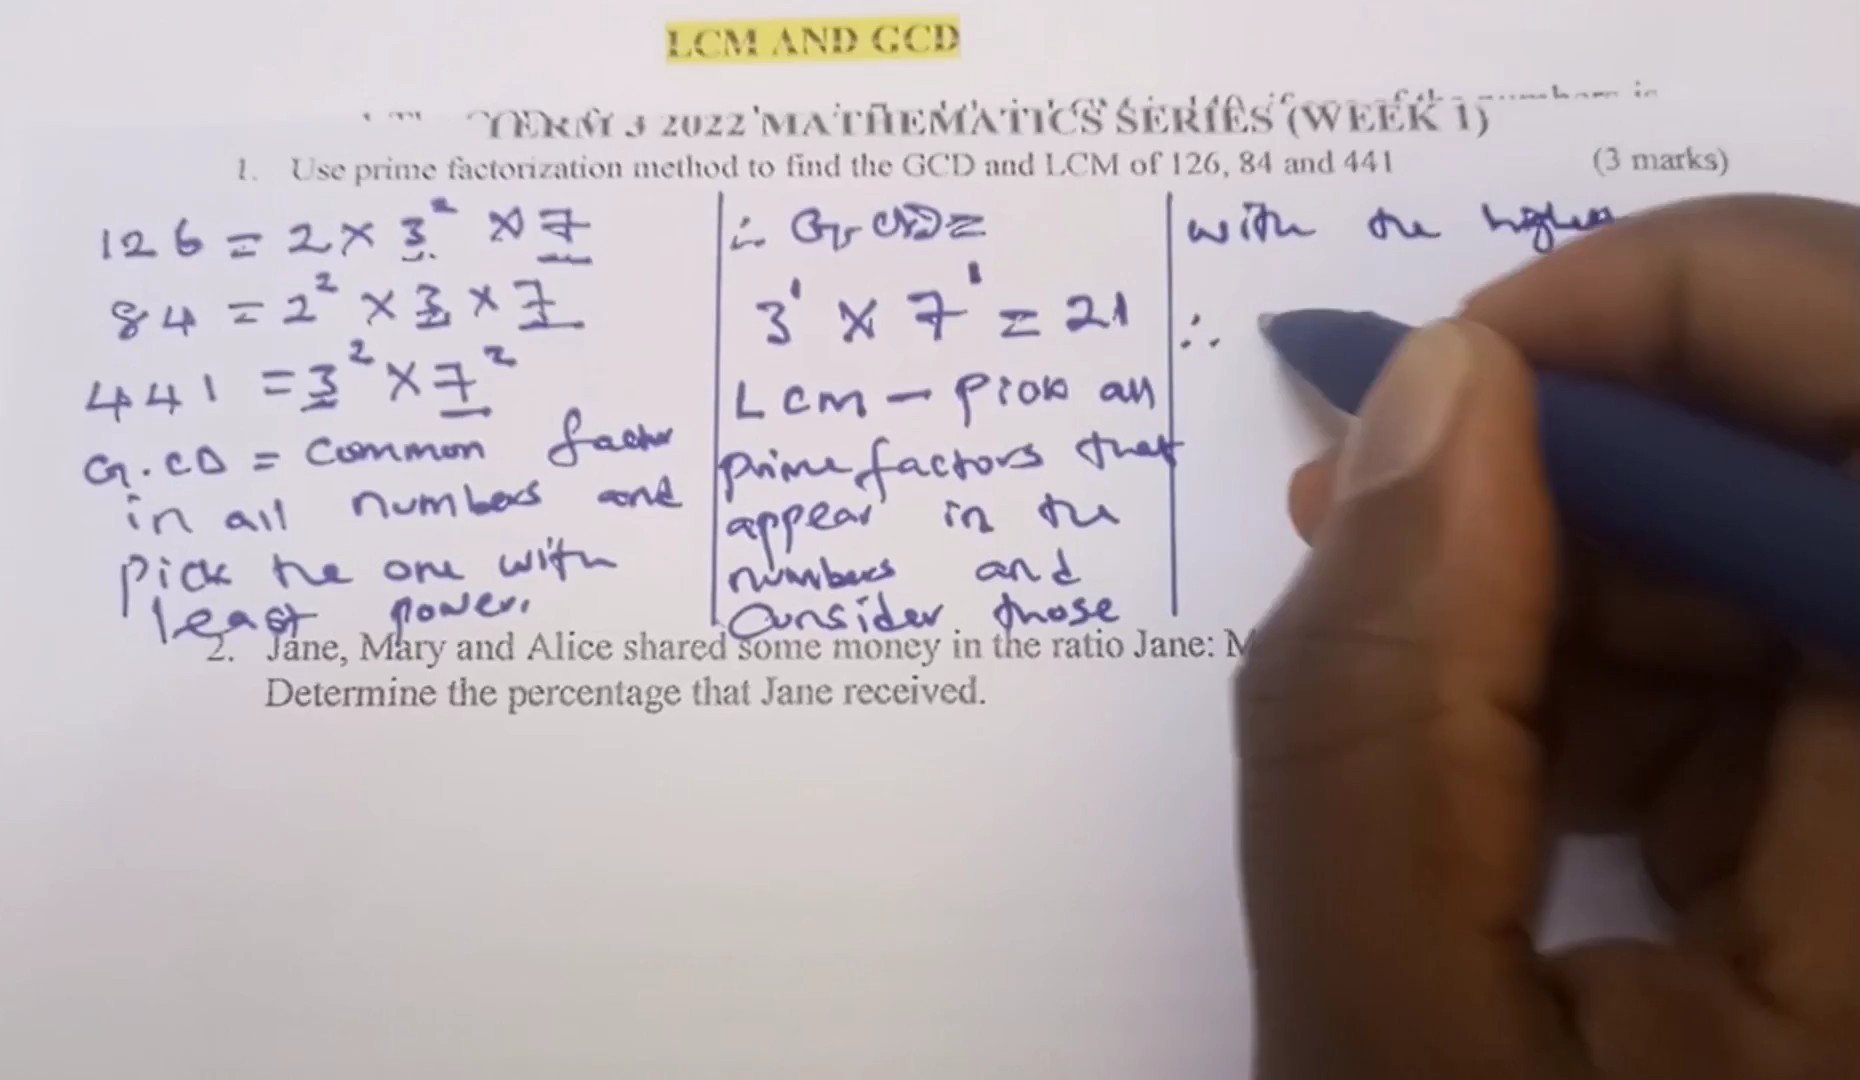 LCM AND GCD
TERM 3 2022 MATHEMATICS SERIES (WEEK 1)
1. Use prime factorization method to find the GCD and LCM of 126, 84 and 441 (3 marks)
126 = 2 × 3² × 7
84 = 2² × 3 × 7
441 = 3² × 7²
G.CD = Common factor
in all numbers and
pick the one with
least power.
∴ G.CD =
3¹ × 7¹ = 21
LCM – Pick all
prime factors that
appear in the
numbers and
Consider those
with the
∴
2. Jane, Mary and Alice shared some money in the ratio Jane:
Determine the percentage that Jane received.